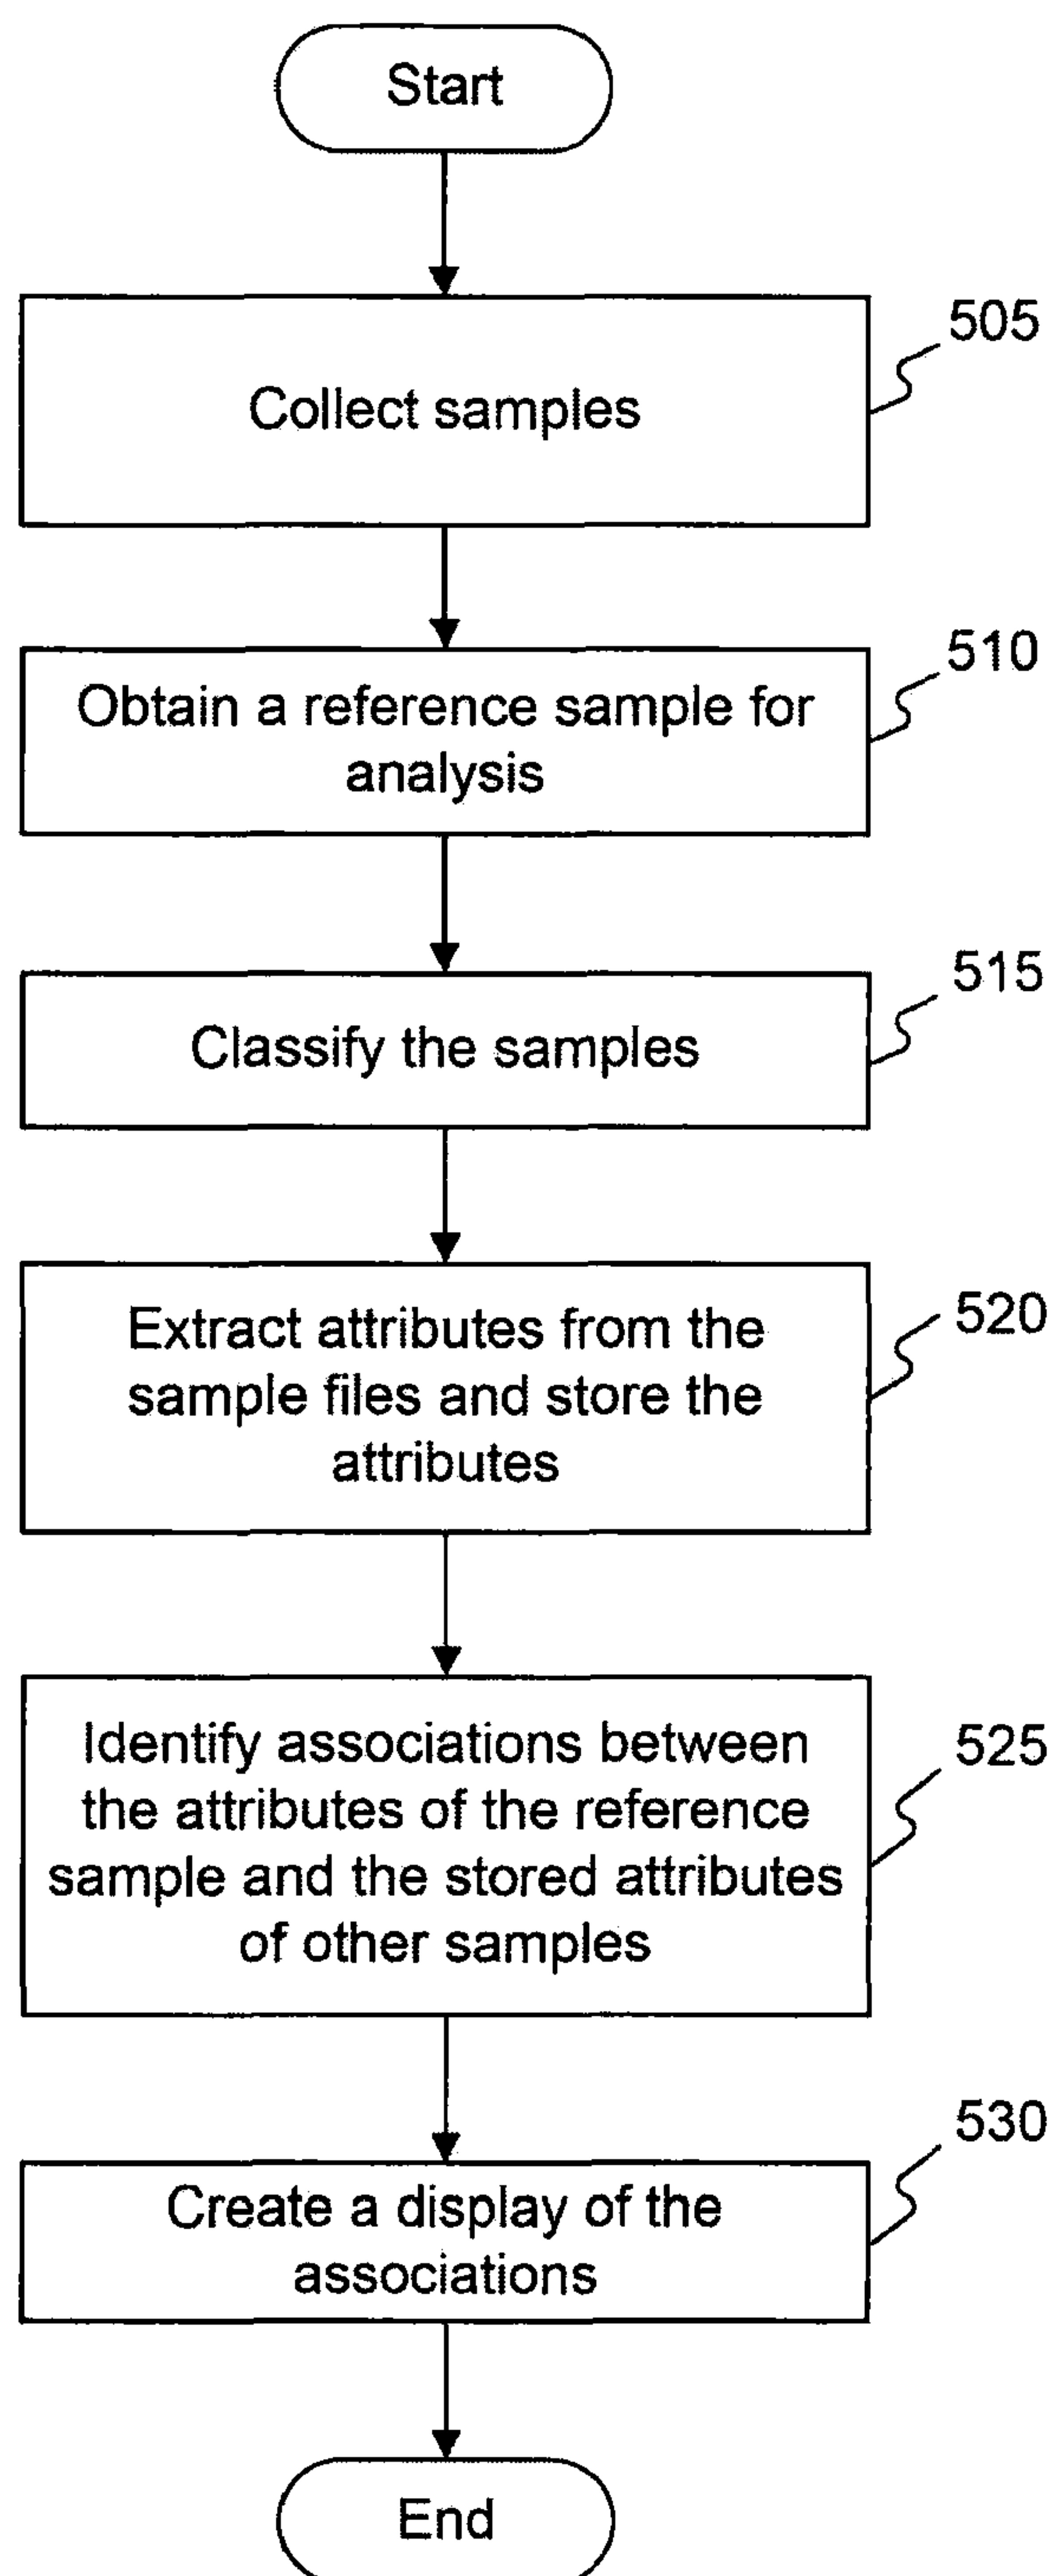 Start
505
Collect samples
510
Obtain a reference sample for
analysis
515
Classify the samples
520
Extract attributes from the
sample files and store the
attributes
525
Identify associations between
the attributes of the reference
sample and the stored attributes
of other samples
530
Create a display of the
associations
End